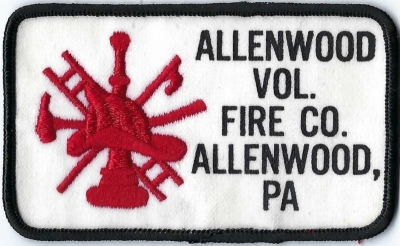 ALLENWOOD
VOL.
FIRE CO.
ALLENWOOD,
PA